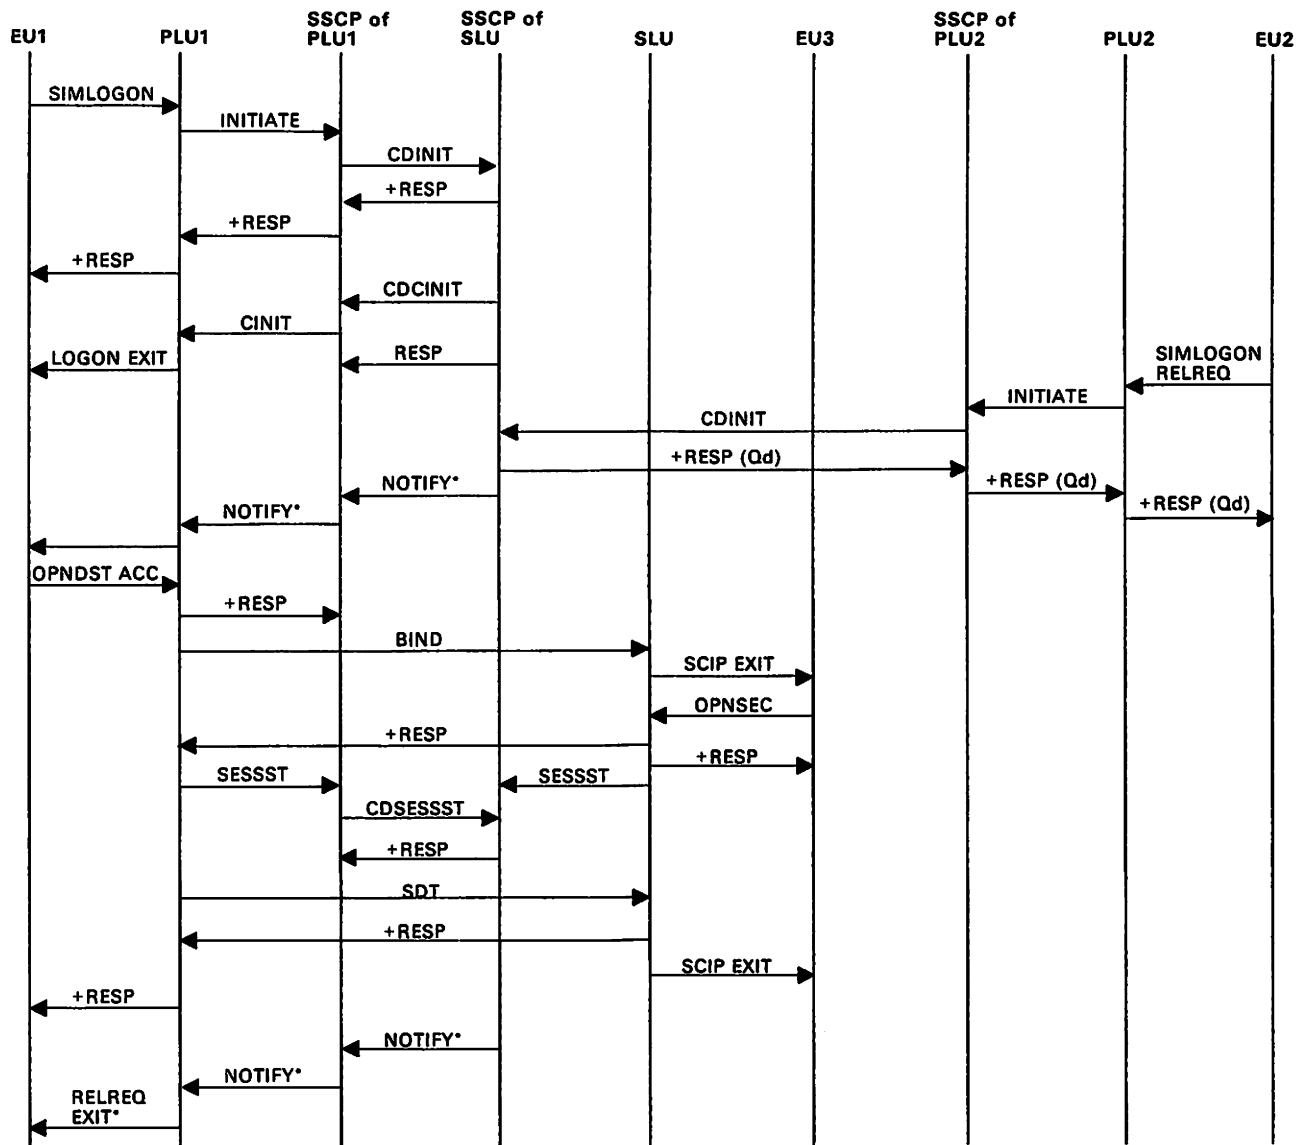 EU1 PLU1 SSCP of PLU1 SSCP of SLU SLU EU3 SSCP of PLU2 PLU2 EU2
SIMLOGON
INITIATE
CDINIT
+RESP
+RESP
+RESP
CDCINIT
CINIT
RESP
LOGON EXIT
SIMLOGON
RELREQ
INITIATE
CDINIT
+RESP (Qd)
NOTIFY*
+RESP (Qd)
+RESP (Qd)
NOTIFY*
OPNDST ACC
+RESP
BIND
SCIP EXIT
OPNSEC
+RESP
+RESP
SESSST
SESSST
CDSESSST
+RESP
SDT
+RESP
SCIP EXIT
+RESP
NOTIFY*
NOTIFY*
RELREQ
EXIT*